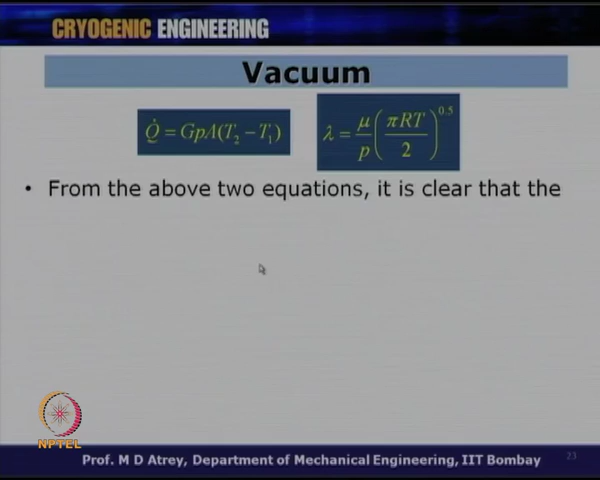 CRYOGENIC ENGINEERING
Vacuum
Q̇ = GpA(T₂ − T₁)
λ = μ/p (πRT/2)^0.5
• From the above two equations, it is clear that the
NPTEL
Prof. M D Atrey, Department of Mechanical Engineering, IIT Bombay
23